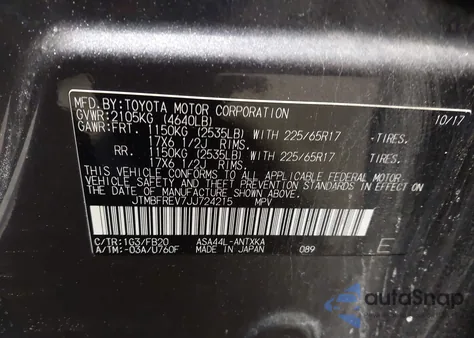 MFD.BY:TOYOTA MOTOR CORPORATION 10/17
GVWR:2105KG (4640LB)
GAWR:FRT. 1150KG (2535LB) WITH 225/65R17 TIRES.
17X6 1/2J RIMS.
RR. 1150KG (2535LB) WITH 225/65R17 TIRES.
17X6 1/2J RIMS.
THIS VEHICLE CONFORMS TO ALL APPLICABLE FEDERAL MOTOR
VEHICLE SAFETY AND THEFT PREVENTION STANDARDS IN EFFECT ON
THE DATE OF MANUFACTURE SHOWN ABOVE.
JTMBFREV7JJ724215 MPV
C/TR:1G3/FB20 ASA44L-ANTXKA E
A/TM:-03A/U760F MADE IN JAPAN 089
autoSnap